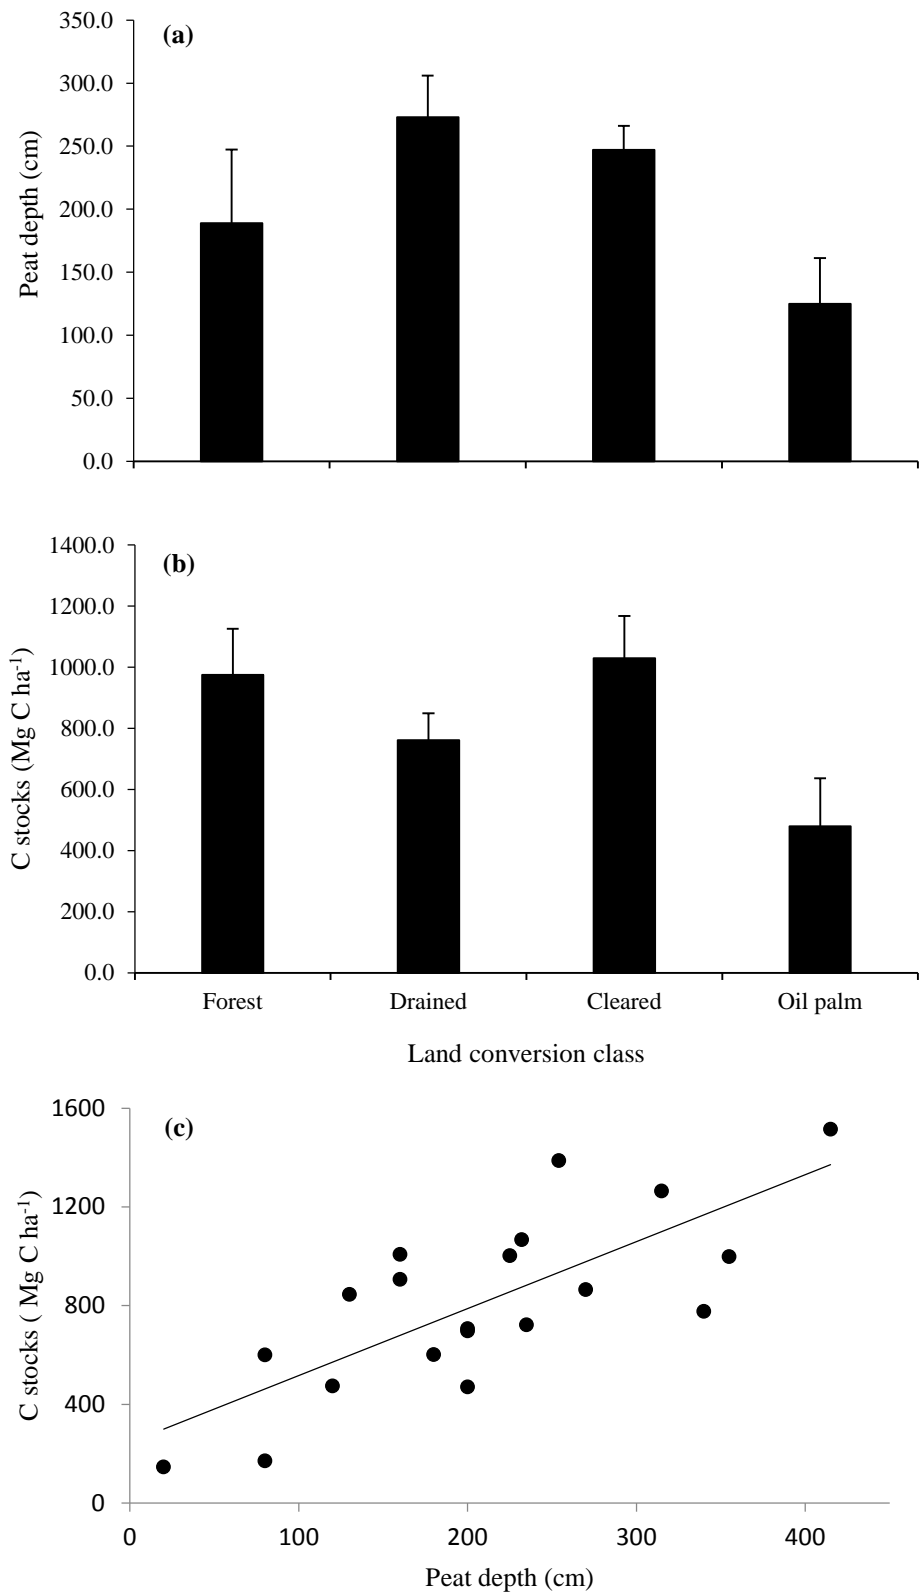 (a)
350.0
300.0
250.0
200.0
150.0
100.0
50.0
0.0
Peat depth (cm)
(b)
1400.0
1200.0
1000.0
800.0
600.0
400.0
200.0
0.0
C stocks (Mg C ha⁻¹)
Forest Drained Cleared Oil palm
Land conversion class
(c)
1600
1200
800
400
0
C stocks ( Mg C ha⁻¹)
0 100 200 300 400
Peat depth (cm)